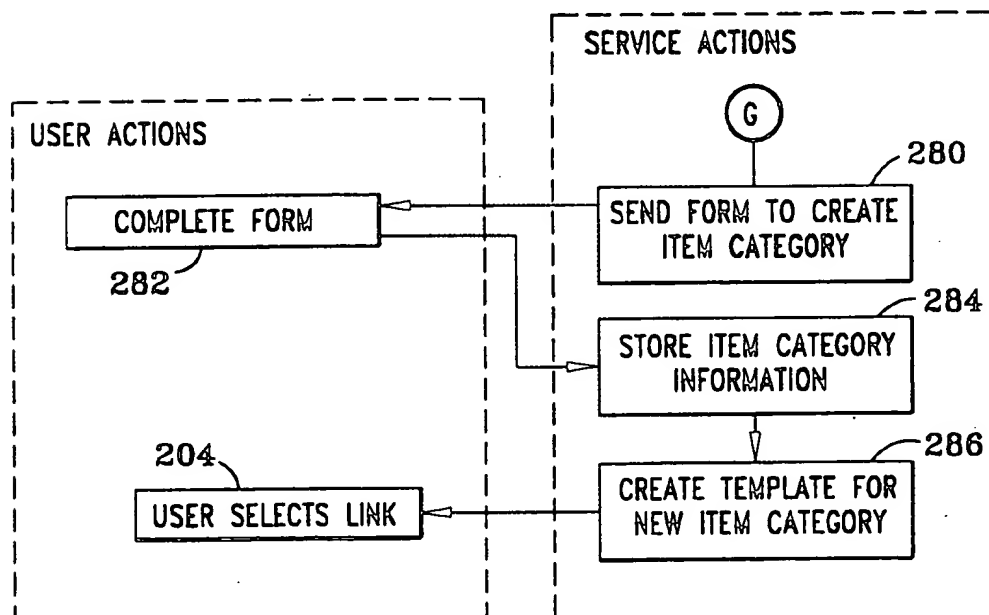 SERVICE ACTIONS
G
USER ACTIONS
280
SEND FORM TO CREATE
ITEM CATEGORY
COMPLETE FORM
282
284
STORE ITEM CATEGORY
INFORMATION
286
CREATE TEMPLATE FOR
NEW ITEM CATEGORY
204
USER SELECTS LINK